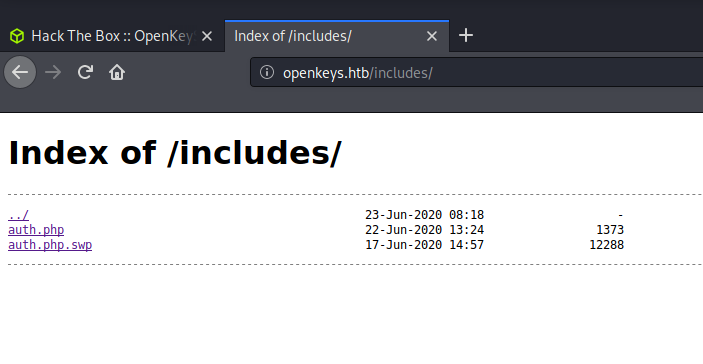 Hack The Box :: OpenKey
Index of /includes/
openkeys.htb/includes/
Index of /includes/
../ 23-Jun-2020 08:18 -
auth.php 22-Jun-2020 13:24 1373
auth.php.swp 17-Jun-2020 14:57 12288